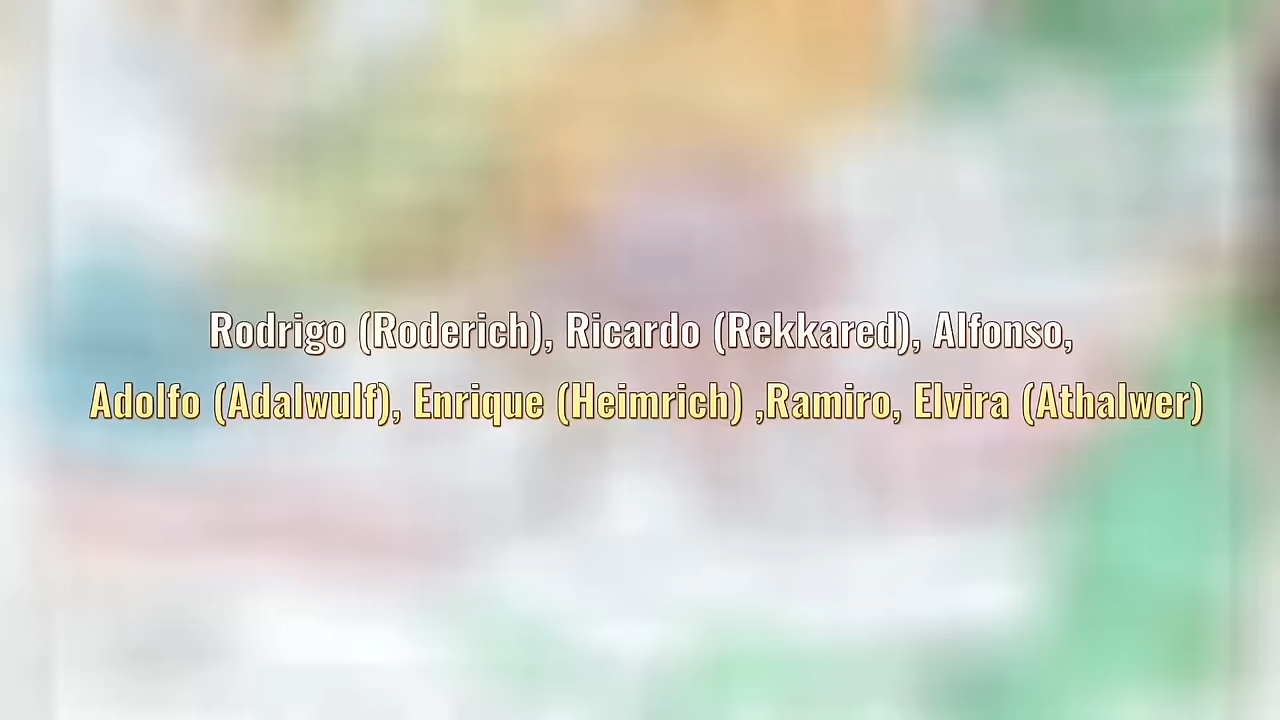 Rodrigo (Roderich), Ricardo (Rekkared), Alfonso,
Adolfo (Adalwulf), Enrique (Heimrich) ,Ramiro, Elvira (Athalwer)